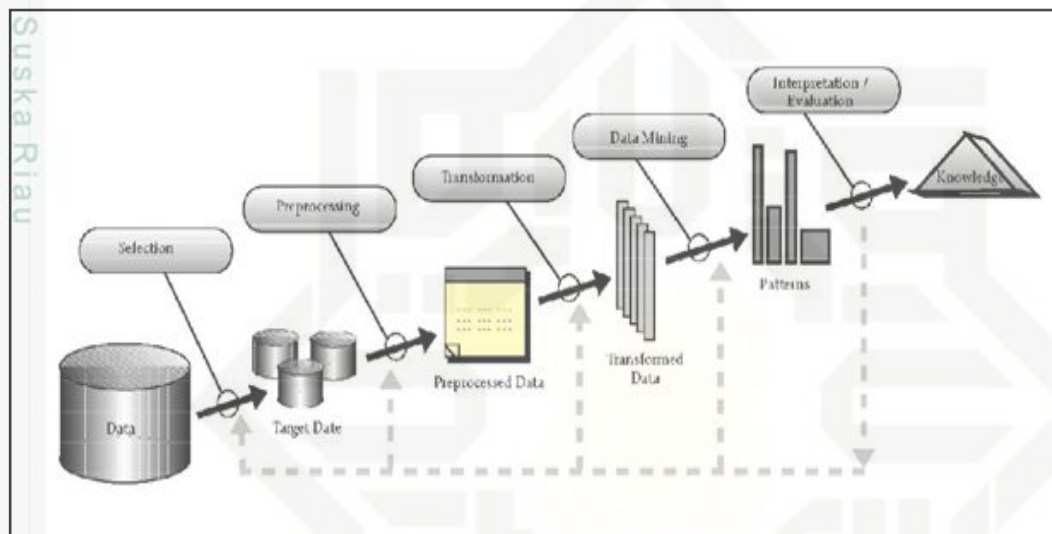 Suska Riau
Interpretation /
Evaluation
Data Mining
Transformation
Preprocessing
Selection
Knowledge
Patterns
Transformed
Data
Preprocessed Data
Target Date
Data